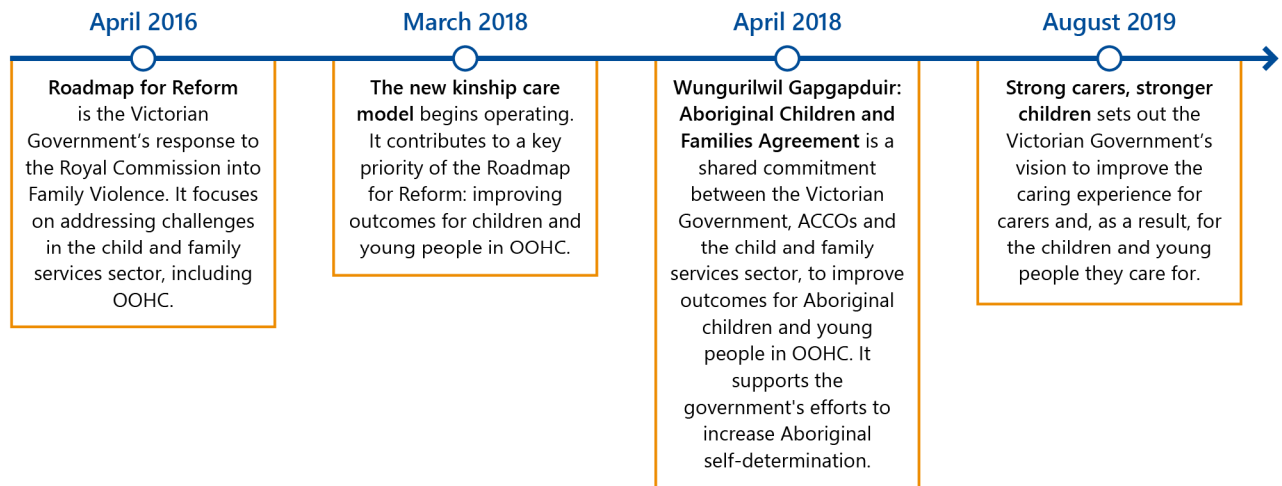 April 2016
Roadmap for Reform
is the Victorian
Government's response to
the Royal Commission into
Family Violence. It focuses
on addressing challenges
in the child and family
services sector, including
OOHC.
March 2018
The new kinship care
model begins operating.
It contributes to a key
priority of the Roadmap
for Reform: improving
outcomes for children and
young people in OOHC.
April 2018
Wungurilwil Gapgapduir:
Aboriginal Children and
Families Agreement is a
shared commitment
between the Victorian
Government, ACCOs and
the child and family
services sector, to improve
outcomes for Aboriginal
children and young
people in OOHC. It
supports the
government's efforts to
increase Aboriginal
self-determination.
August 2019
Strong carers, stronger
children sets out the
Victorian Government's
vision to improve the
caring experience for
carers and, as a result, for
the children and young
people they care for.